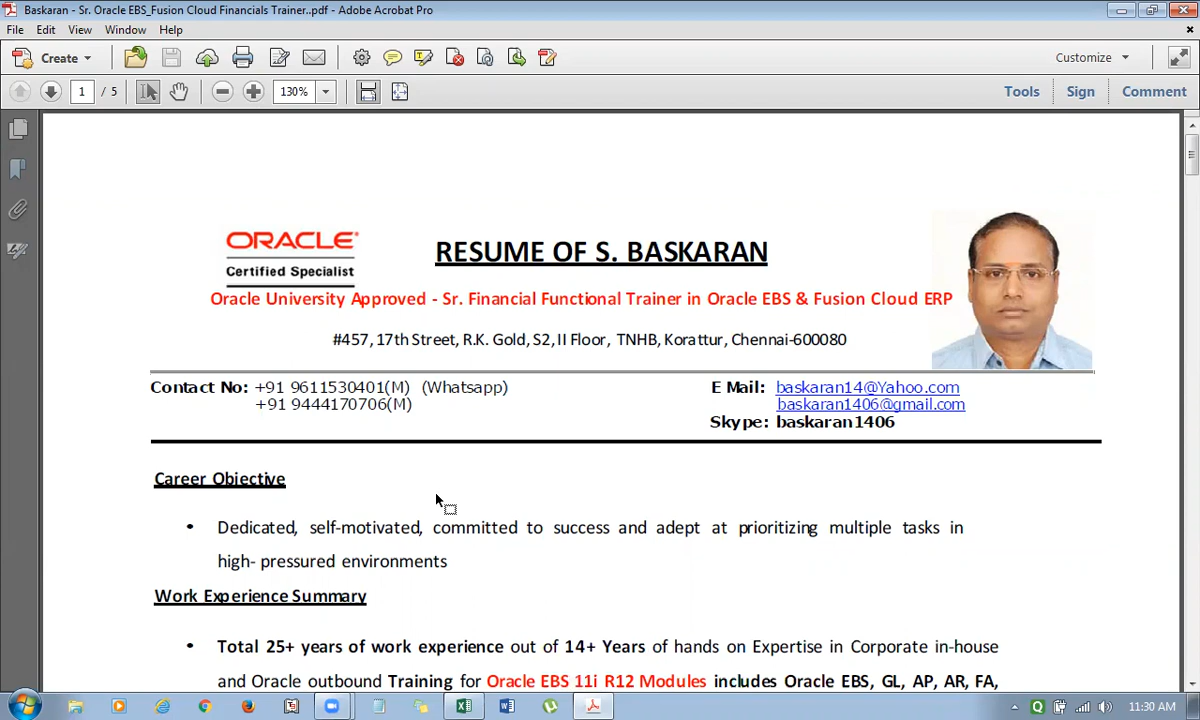 Baskaran - Sr. Oracle EBS_Fusion Cloud Financials Trainer..pdf - Adobe Acrobat Pro
File Edit View Window Help
Create Customize
1 / 5 130% Tools Sign Comment
ORACLE®
Certified Specialist
RESUME OF S. BASKARAN
Oracle University Approved - Sr. Financial Functional Trainer in Oracle EBS & Fusion Cloud ERP
#457, 17th Street, R.K. Gold, S2, II Floor, TNHB, Korattur, Chennai-600080
Contact No: +91 9611530401(M) (Whatsapp) E Mail: baskaran14@Yahoo.com
+91 9444170706(M) baskaran1406@gmail.com
Skype: baskaran1406
Career Objective
• Dedicated, self-motivated, committed to success and adept at prioritizing multiple tasks in
high- pressured environments
Work Experience Summary
• Total 25+ years of work experience out of 14+ Years of hands on Expertise in Corporate in-house
and Oracle outbound Training for Oracle EBS 11i R12 Modules includes Oracle EBS, GL, AP, AR, FA,
11:30 AM